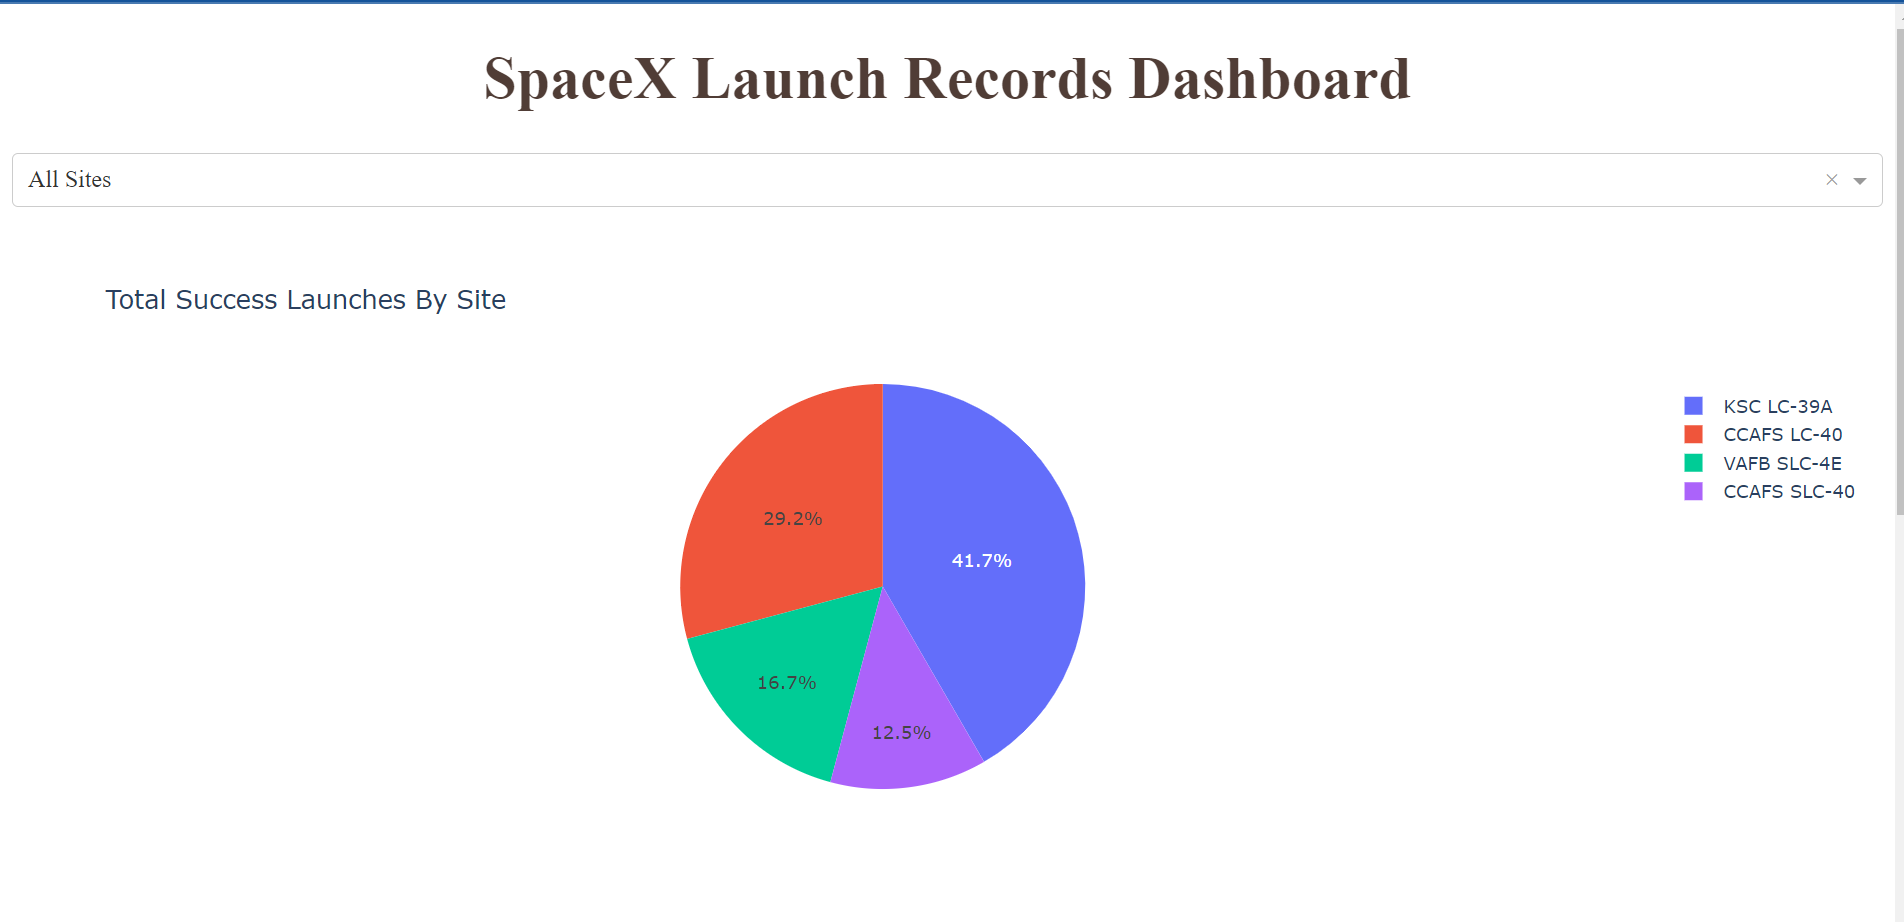 SpaceX Launch Records Dashboard
All Sites
Total Success Launches By Site
KSC LC-39A
CCAFS LC-40
VAFB SLC-4E
CCAFS SLC-40
29.2%
41.7%
16.7%
12.5%